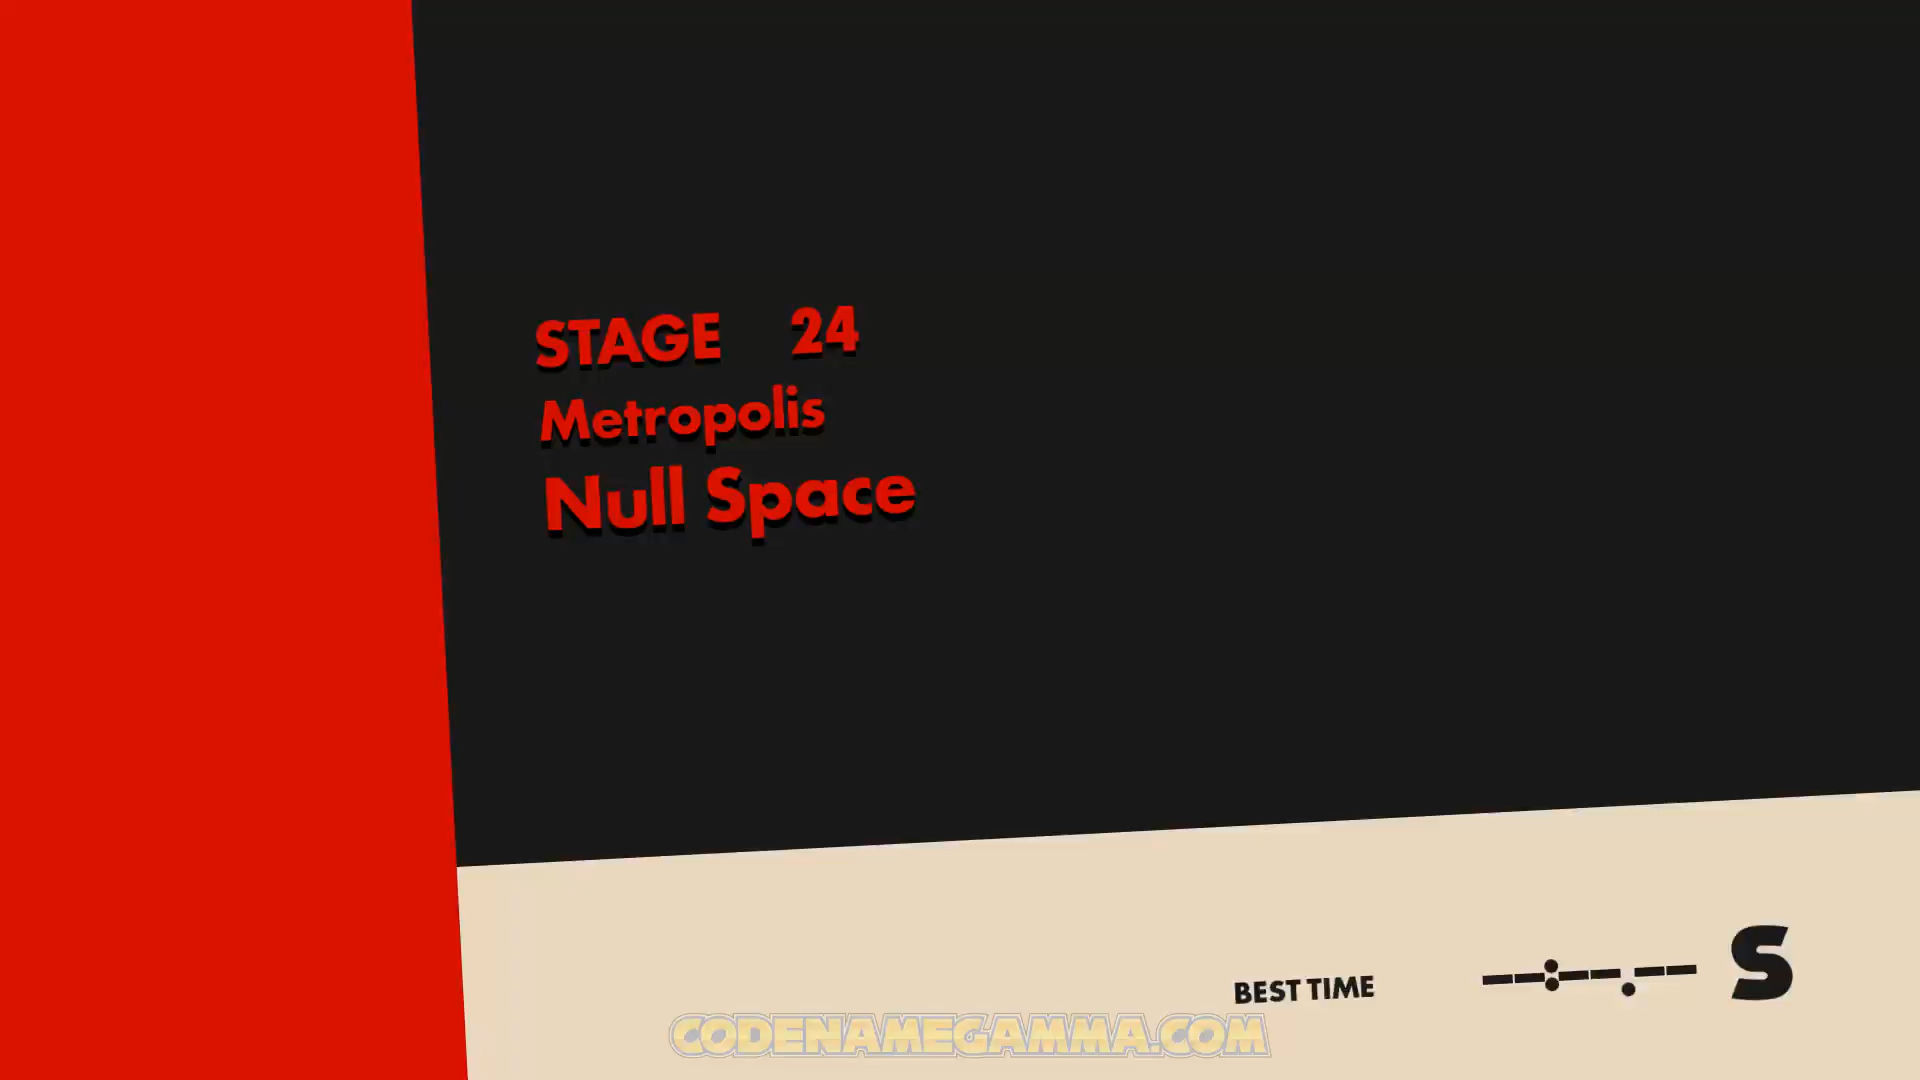 STAGE 24
Metropolis
Null Space
BEST TIME --:--.-- S
CODENAMEGAMMA.COM